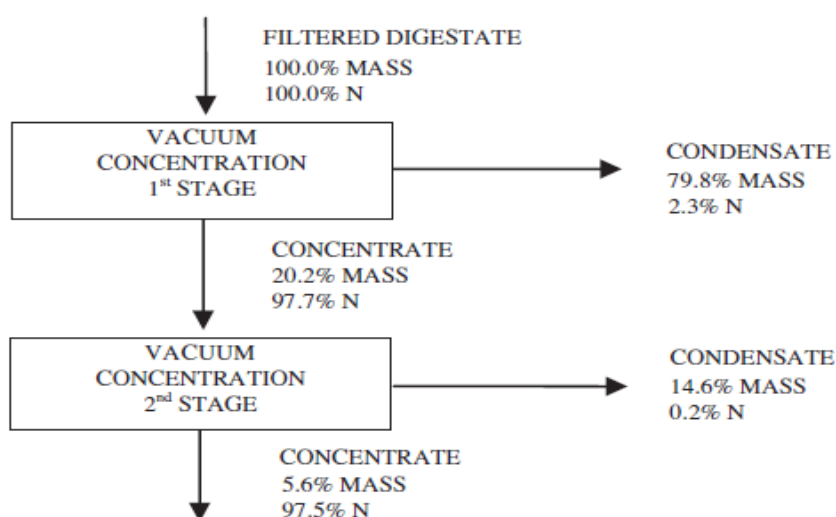 FILTERED DIGESTATE
100.0% MASS
100.0% N
VACUUM
CONCENTRATION
1st STAGE
CONDENSATE
79.8% MASS
2.3% N
CONCENTRATE
20.2% MASS
97.7% N
VACUUM
CONCENTRATION
2nd STAGE
CONDENSATE
14.6% MASS
0.2% N
CONCENTRATE
5.6% MASS
97.5% N